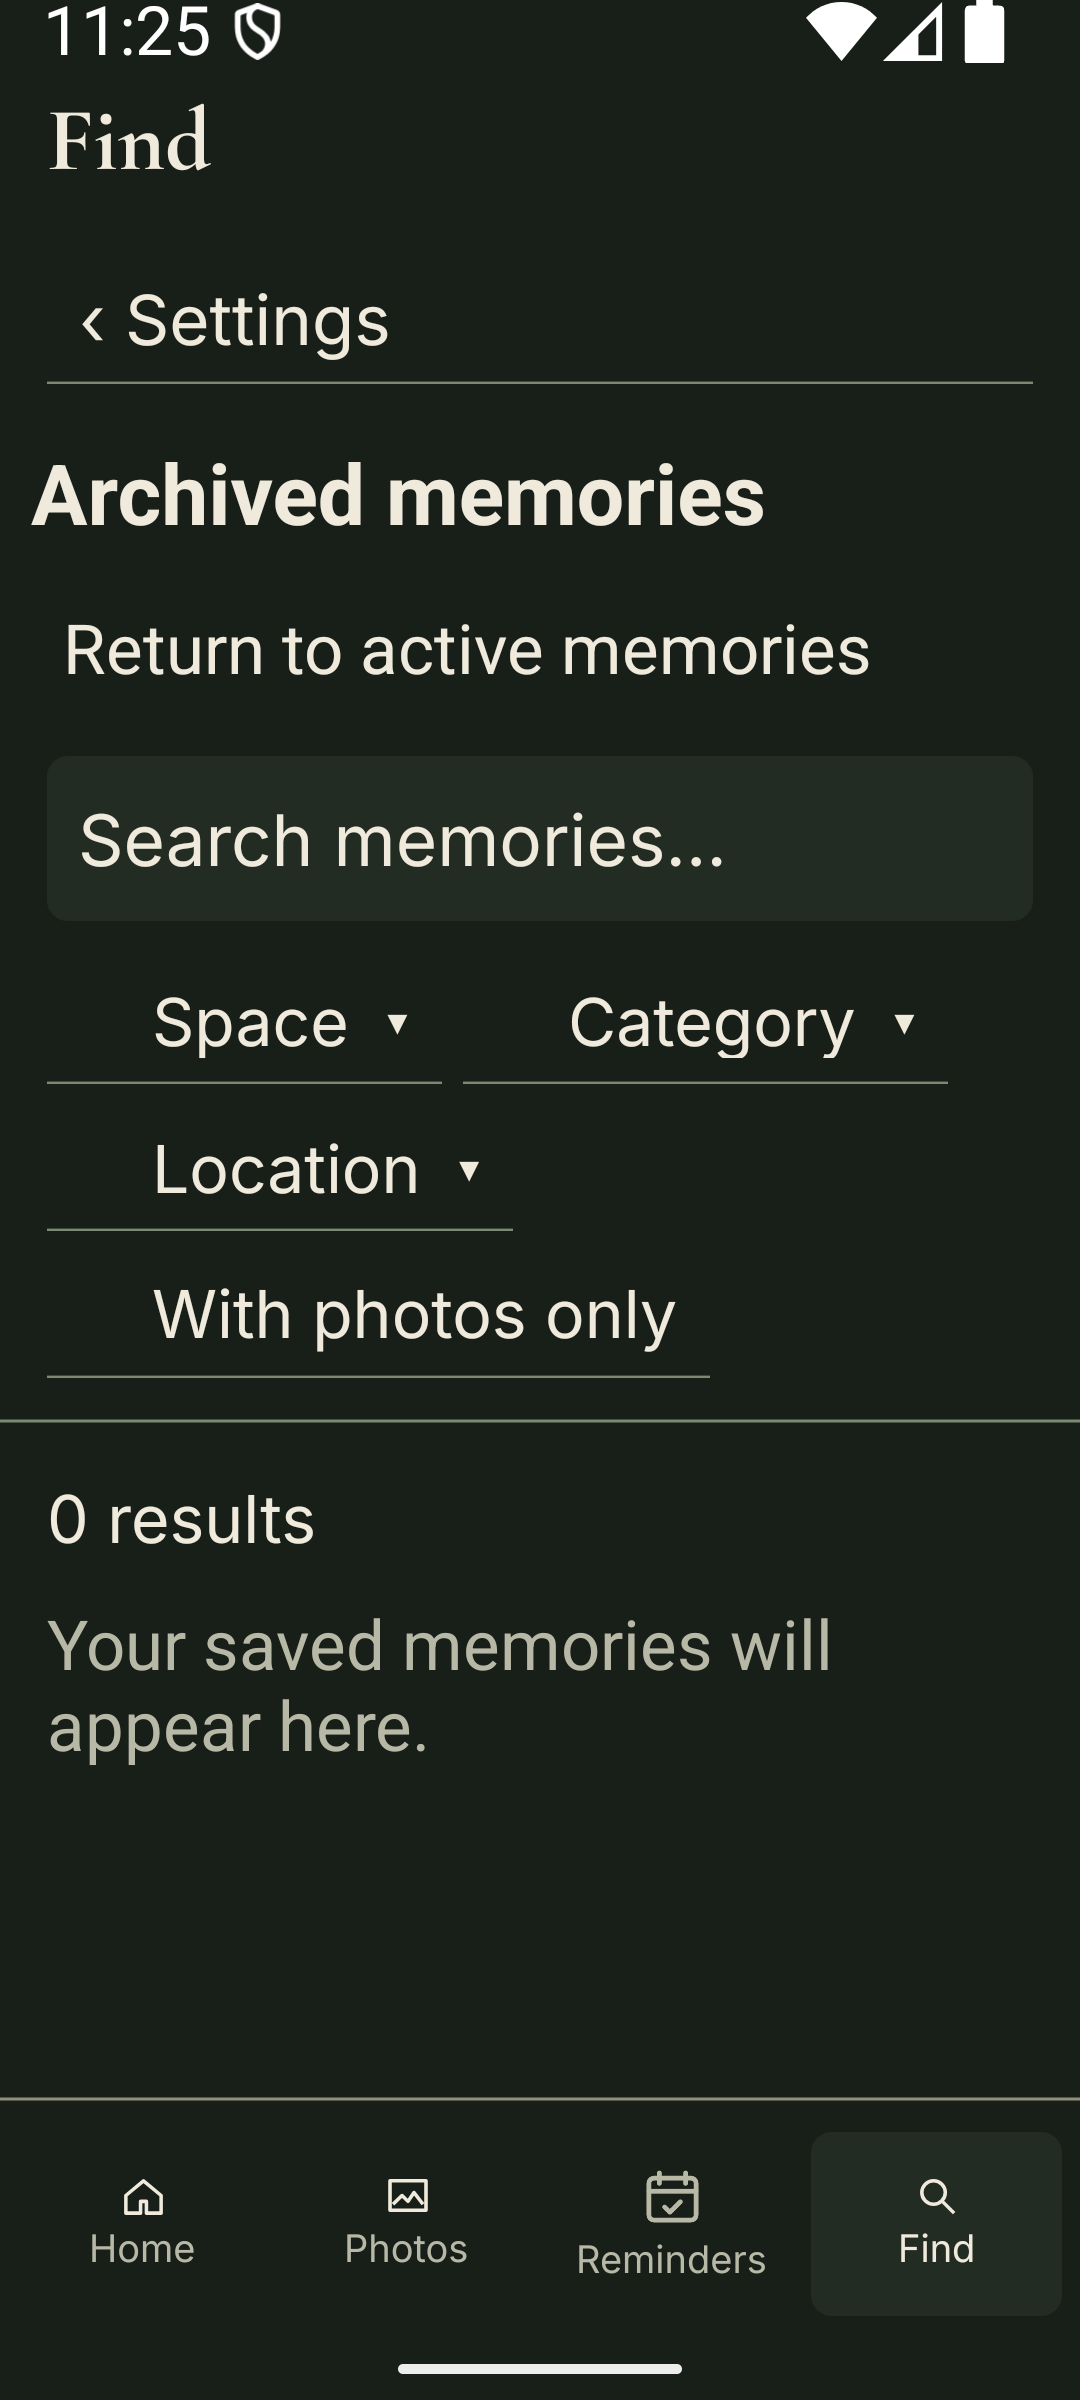 11:25
Find
‹ Settings
Archived memories
Return to active memories
Search memories...
Space ▼ Category ▼
Location ▼
With photos only
0 results
Your saved memories will
appear here.
Home Photos Reminders Find